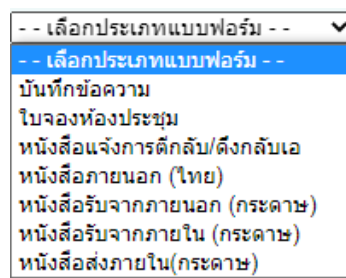 - - เลือกประเภทแบบฟอร์ม - -
- - เลือกประเภทแบบฟอร์ม - -
บันทึกข้อความ
ใบจองห้องประชุม
หนังสือแจ้งการตีกลับ/ดึงกลับเอ
หนังสือภายนอก (ไทย)
หนังสือรับจากภายนอก (กระดาษ)
หนังสือรับจากภายใน (กระดาษ)
หนังสือส่งภายใน(กระดาษ)